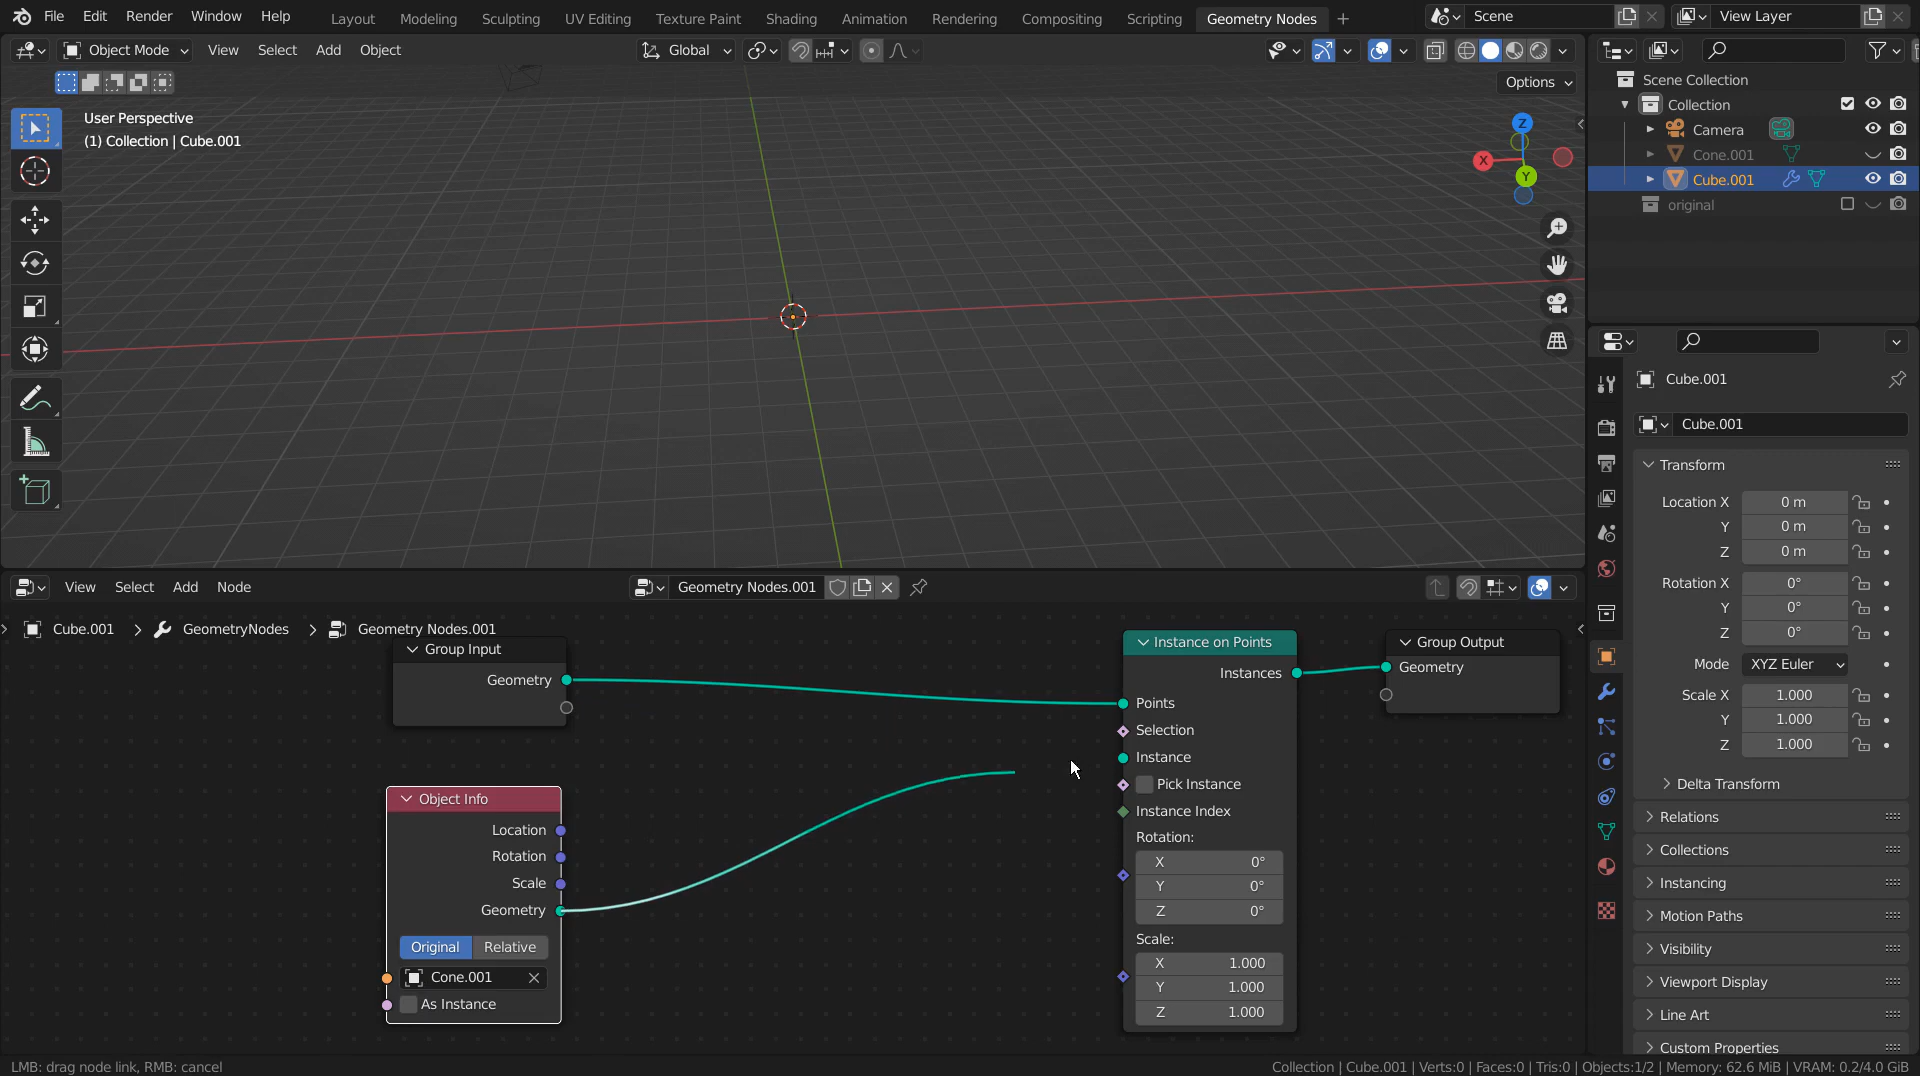 File Edit Render Window Help Layout Modeling Sculpting UV Editing Texture Paint Shading Animation Rendering Compositing Scripting Geometry Nodes + Scene View Layer
Object Mode View Select Add Object Global
Options
User Perspective
(1) Collection | Cube.001
Z
X
Y
Scene Collection
Collection
Camera
Cone.001
Cube.001
original
Cube.001
Cube.001
Transform
Location X 0 m
Y 0 m
Z 0 m
Rotation X 0°
Y 0°
Z 0°
Mode XYZ Euler
Scale X 1.000
Y 1.000
Z 1.000
Delta Transform
Relations
Collections
Instancing
Motion Paths
Visibility
Viewport Display
Line Art
Custom Properties
View Select Add Node Geometry Nodes.001
Cube.001 > GeometryNodes > Geometry Nodes.001
Group Input
Geometry
Object Info
Location
Rotation
Scale
Geometry
Original Relative
Cone.001
As Instance
Instance on Points
Instances
Points
Selection
Instance
Pick Instance
Instance Index
Rotation:
X 0°
Y 0°
Z 0°
Scale:
X 1.000
Y 1.000
Z 1.000
Group Output
Geometry
LMB: drag node link, RMB: cancel
Collection | Cube.001 | Verts:0 | Faces:0 | Tris:0 | Objects:1/2 | Memory: 62.6 MiB | VRAM: 0.2/4.0 GiB